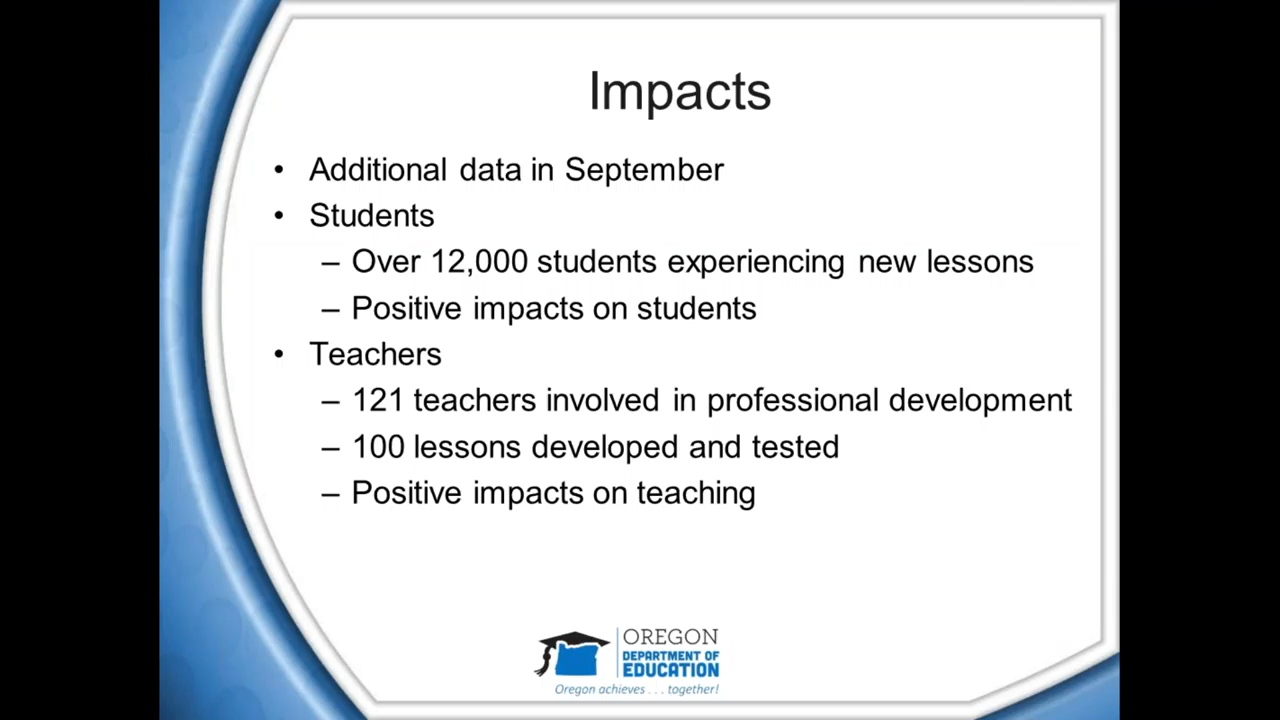 Impacts
• Additional data in September
• Students
– Over 12,000 students experiencing new lessons
– Positive impacts on students
• Teachers
– 121 teachers involved in professional development
– 100 lessons developed and tested
– Positive impacts on teaching
OREGON
DEPARTMENT OF
EDUCATION
Oregon achieves . . . together!